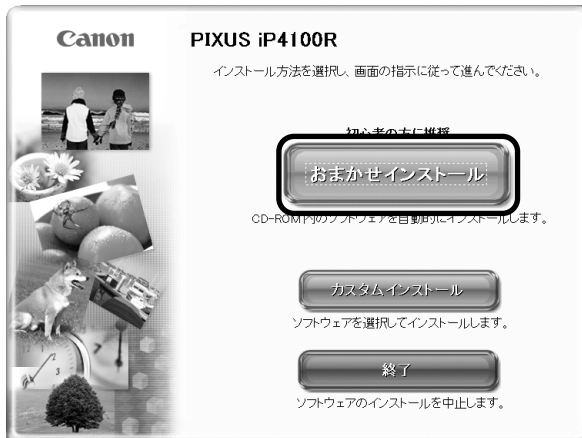 Canon
PIXUS iP4100R
インストール方法を選択し、画面の指示に従って進んでください。
初心者の方に推奨
おまかせインストール
CD-ROM内のソフトウェアを自動的にインストールします。
カスタムインストール
ソフトウェアを選択してインストールします。
終了
ソフトウェアのインストールを中止します。